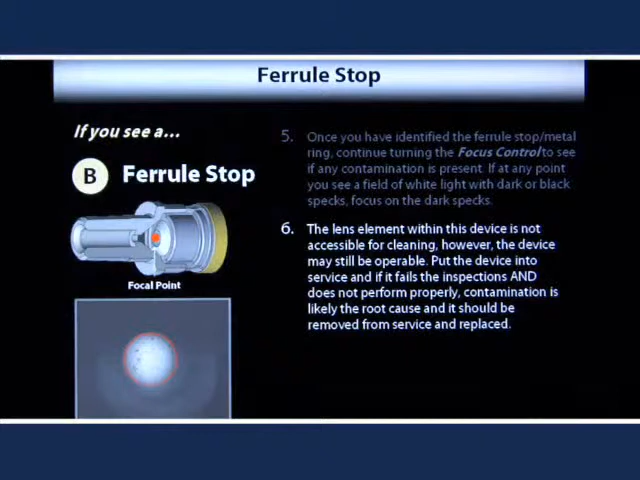 Ferrule Stop
If you see a...
B Ferrule Stop
Focal Point
5. Once you have identified the ferrule stop/metal
ring, continue turning the Focus Control to see
if any contamination is present. If at any point
you see a field of white light with dark or black
specks, focus on the dark specks.
6. The lens element within this device is not
accessible for cleaning, however, the device
may still be operable. Put the device into
service and if it fails the inspections AND
does not perform properly, contamination is
likely the root cause and it should be
removed from service and replaced.